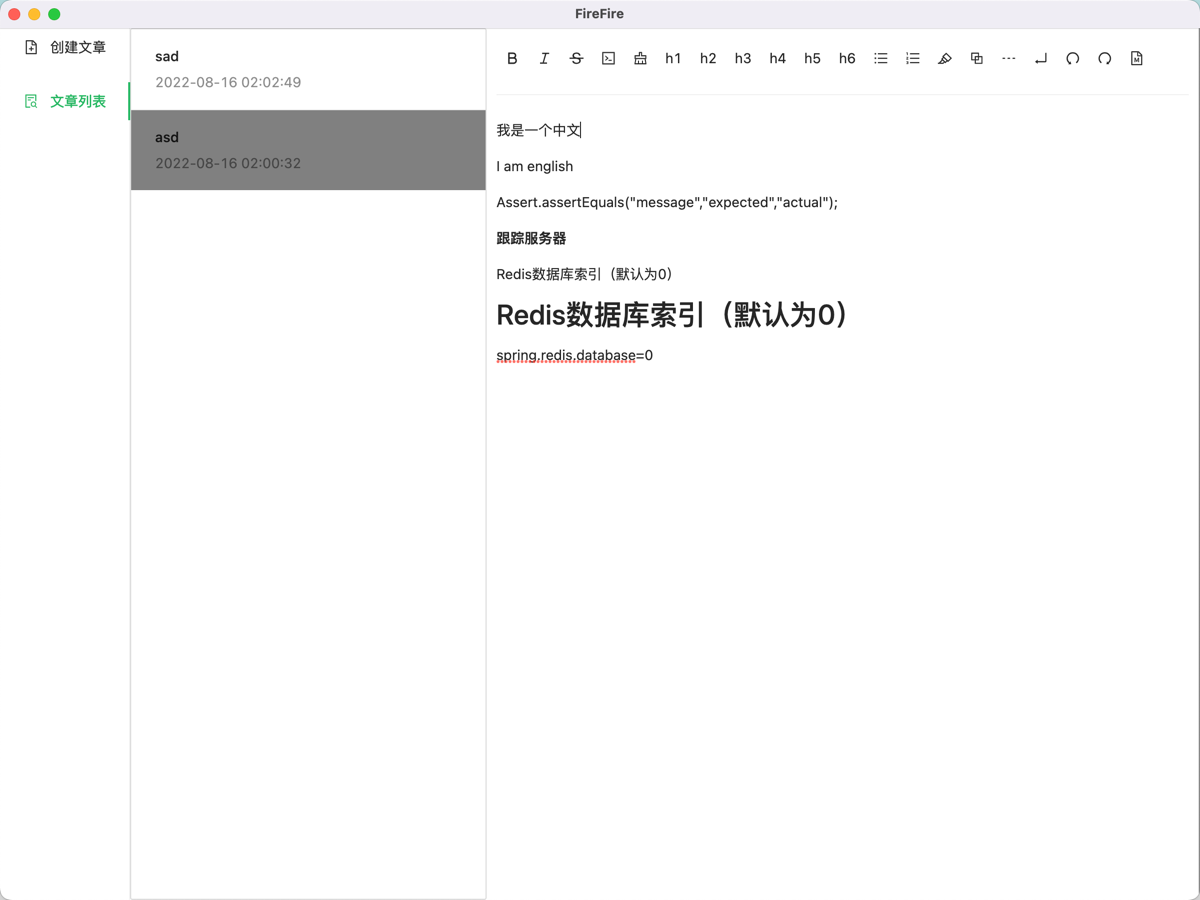 FireFire
创建文章
文章列表
sad
2022-08-16 02:02:49
asd
2022-08-16 02:00:32
B I S h1 h2 h3 h4 h5 h6
我是一个中文
I am english
Assert.assertEquals("message","expected","actual");
跟踪服务器
Redis数据库索引（默认为0）
Redis数据库索引（默认为0）
spring.redis.database=0